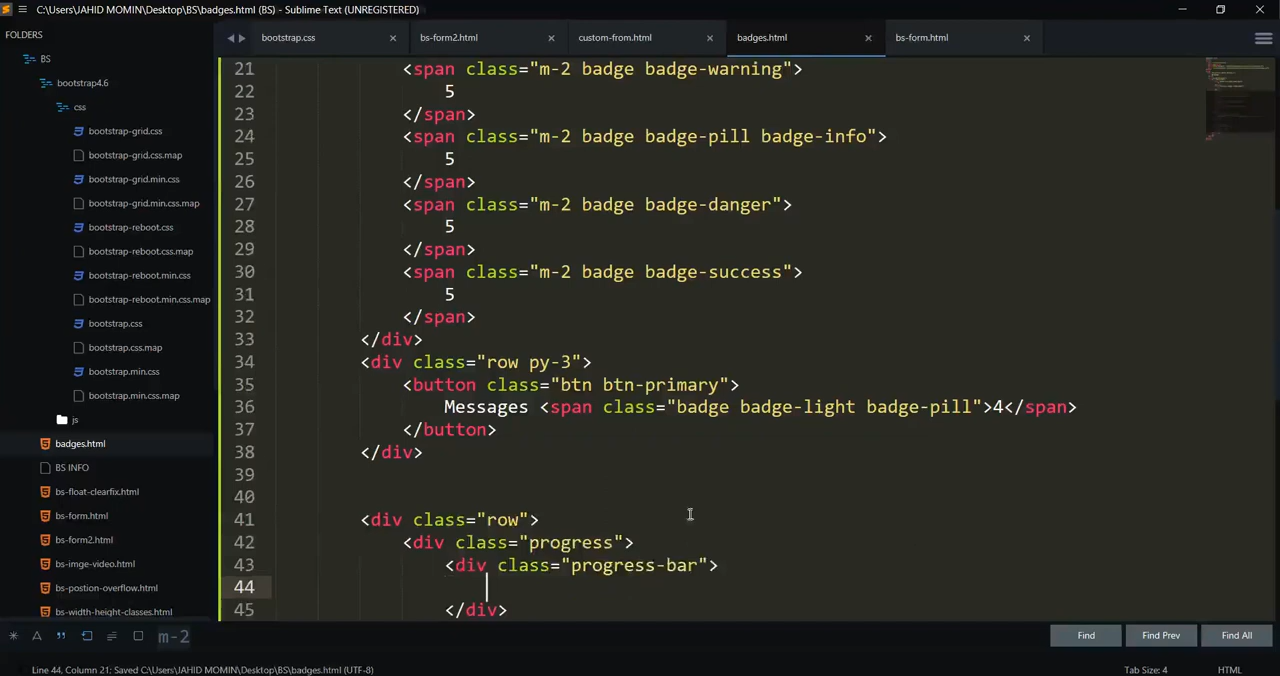 C:\Users\JAHID MOMIN\Desktop\BS\badges.html (BS) - Sublime Text (UNREGISTERED)
FOLDERS
BS
bootstrap4.6
css
bootstrap-grid.css
bootstrap-grid.css.map
bootstrap-grid.min.css
bootstrap-grid.min.css.map
bootstrap-reboot.css
bootstrap-reboot.css.map
bootstrap-reboot.min.css
bootstrap-reboot.min.css.map
bootstrap.css
bootstrap.css.map
bootstrap.min.css
bootstrap.min.css.map
js
badges.html
BS INFO
bs-float-clearfix.html
bs-form.html
bs-form2.html
bs-imge-video.html
bs-postion-overflow.html
bs-width-height-classes.html
bootstrap.css bs-form2.html custom-from.html badges.html bs-form.html
21 <span class="m-2 badge badge-warning">
22 5
23 </span>
24 <span class="m-2 badge badge-pill badge-info">
25 5
26 </span>
27 <span class="m-2 badge badge-danger">
28 5
29 </span>
30 <span class="m-2 badge badge-success">
31 5
32 </span>
33 </div>
34 <div class="row py-3">
35 <button class="btn btn-primary">
36 Messages <span class="badge badge-light badge-pill">4</span>
37 </button>
38 </div>
39
40
41 <div class="row">
42 <div class="progress">
43 <div class="progress-bar">
44
45 </div>
m-2 Find Find Prev Find All
Line 44, Column 21; Saved C:\Users\JAHID MOMIN\Desktop\BS\badges.html (UTF-8) Tab Size: 4 HTML